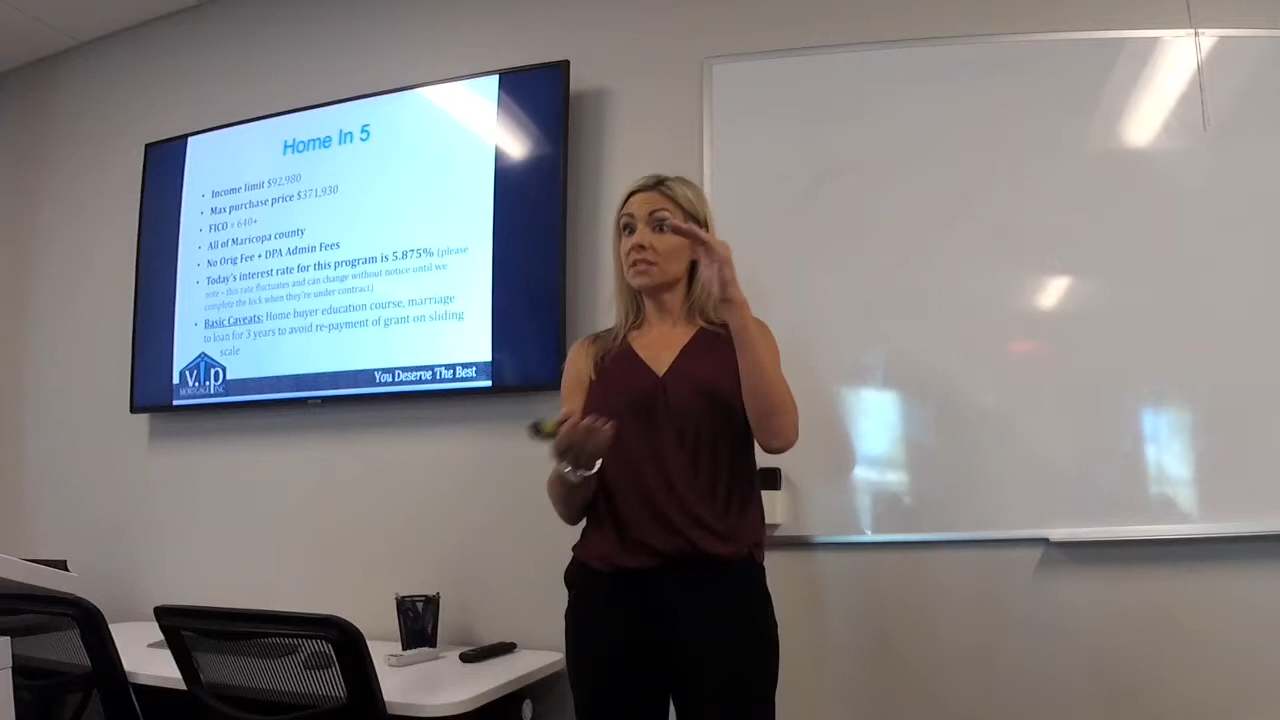 Home In 5
• Income limit $92,980
• Max purchase price $371,930
• FICO = 640+
• All of Maricopa county
• No Orig Fee + DPA Admin Fees
• Today's interest rate for this program is 5.875% (please
note – this rate fluctuates and can change without notice until we
complete the lock when they're under contract)
• Basic Caveats: Home buyer education course, marriage
to loan for 3 years to avoid re-payment of grant on sliding
scale
v.I.p
MORTGAGE INC
You Deserve The Best